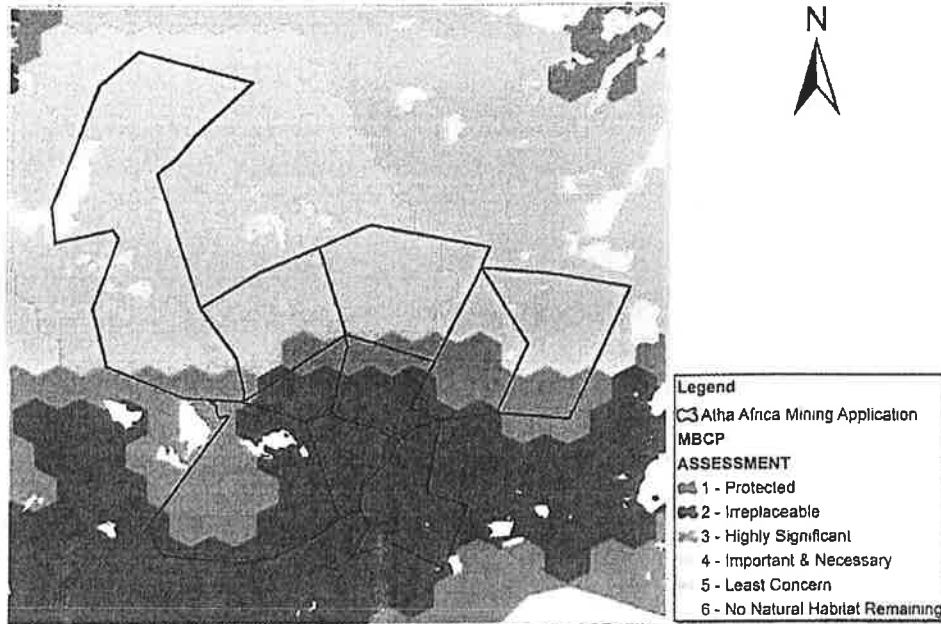 N
Legend
Atha Africa Mining Application
MBCP
ASSESSMENT
1 - Protected
2 - Irreplaceable
3 - Highly Significant
4 - Important & Necessary
5 - Least Concern
6 - No Natural Habitat Remaining